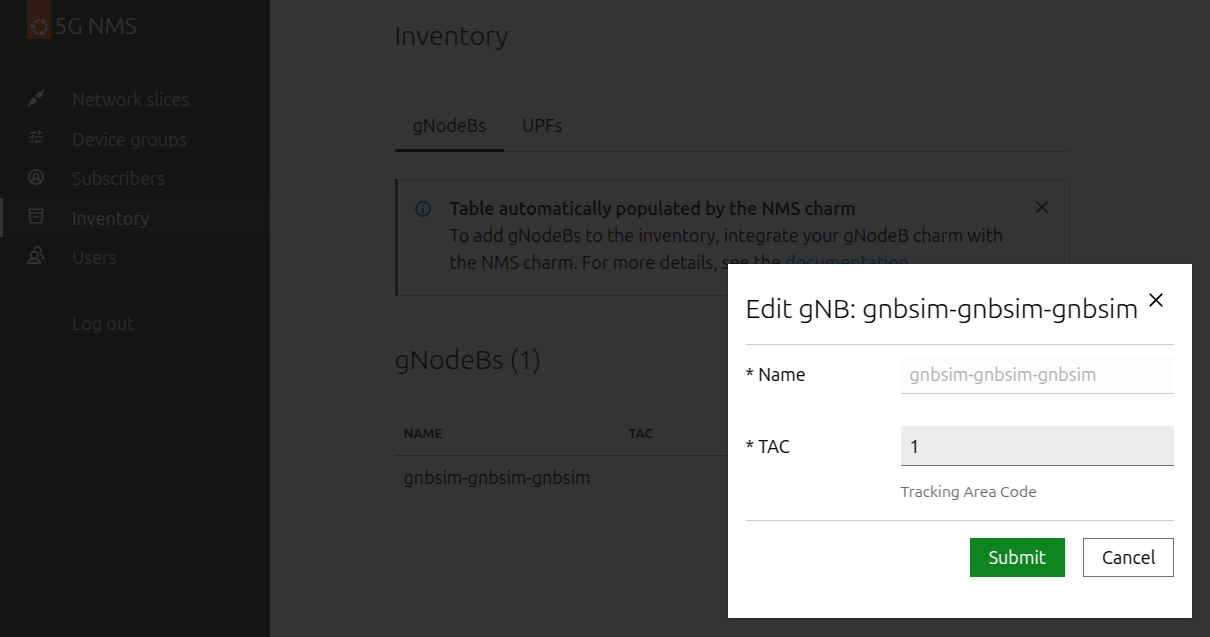 5G NMS
Network slices
Device groups
Subscribers
Inventory
Users
Log out
Inventory
gNodeBs UPFs
Table automatically populated by the NMS charm
To add gNodeBs to the inventory, integrate your gNodeB charm with
the NMS charm. For more details, see the documentation
gNodeBs (1)
NAME TAC
gnbsim-gnbsim-gnbsim
Edit gNB: gnbsim-gnbsim-gnbsim
* Name gnbsim-gnbsim-gnbsim
* TAC 1
Tracking Area Code
Submit Cancel